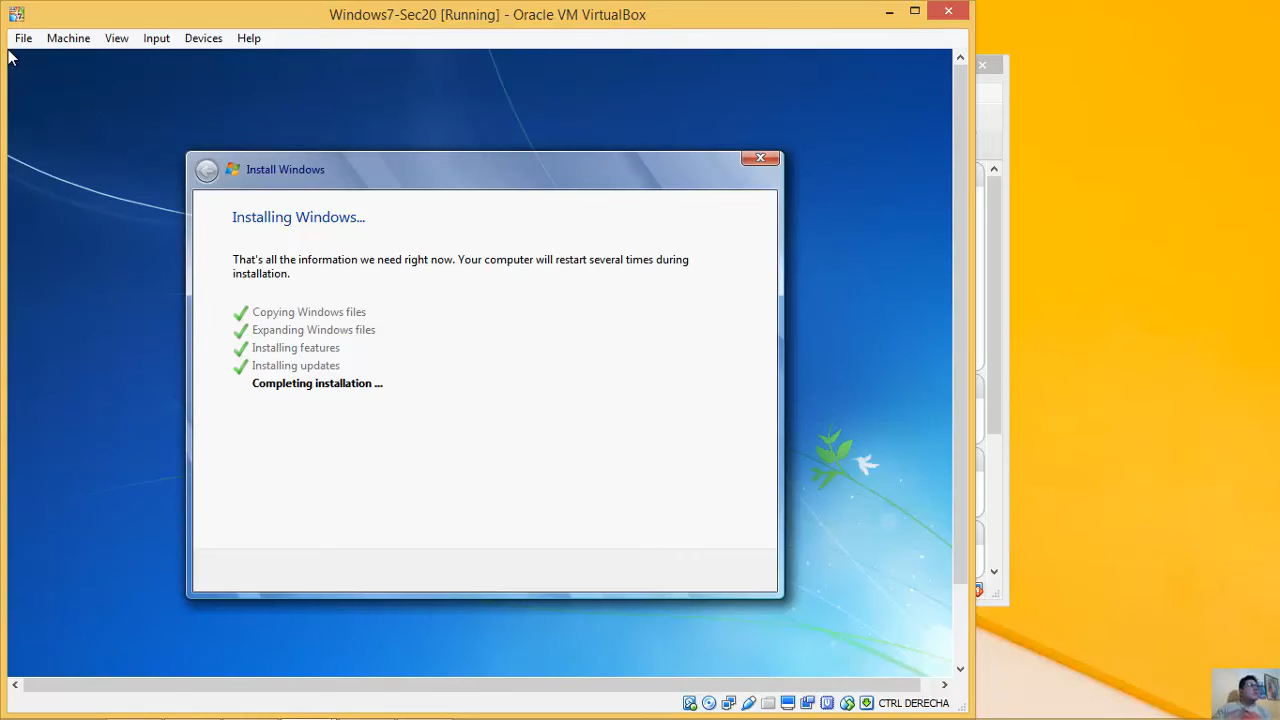 Windows7-Sec20 [Running] - Oracle VM VirtualBox
File Machine View Input Devices Help
Install Windows
Installing Windows...
That's all the information we need right now. Your computer will restart several times during
installation.
Copying Windows files
Expanding Windows files
Installing features
Installing updates
Completing installation ...
CTRL DERECHA